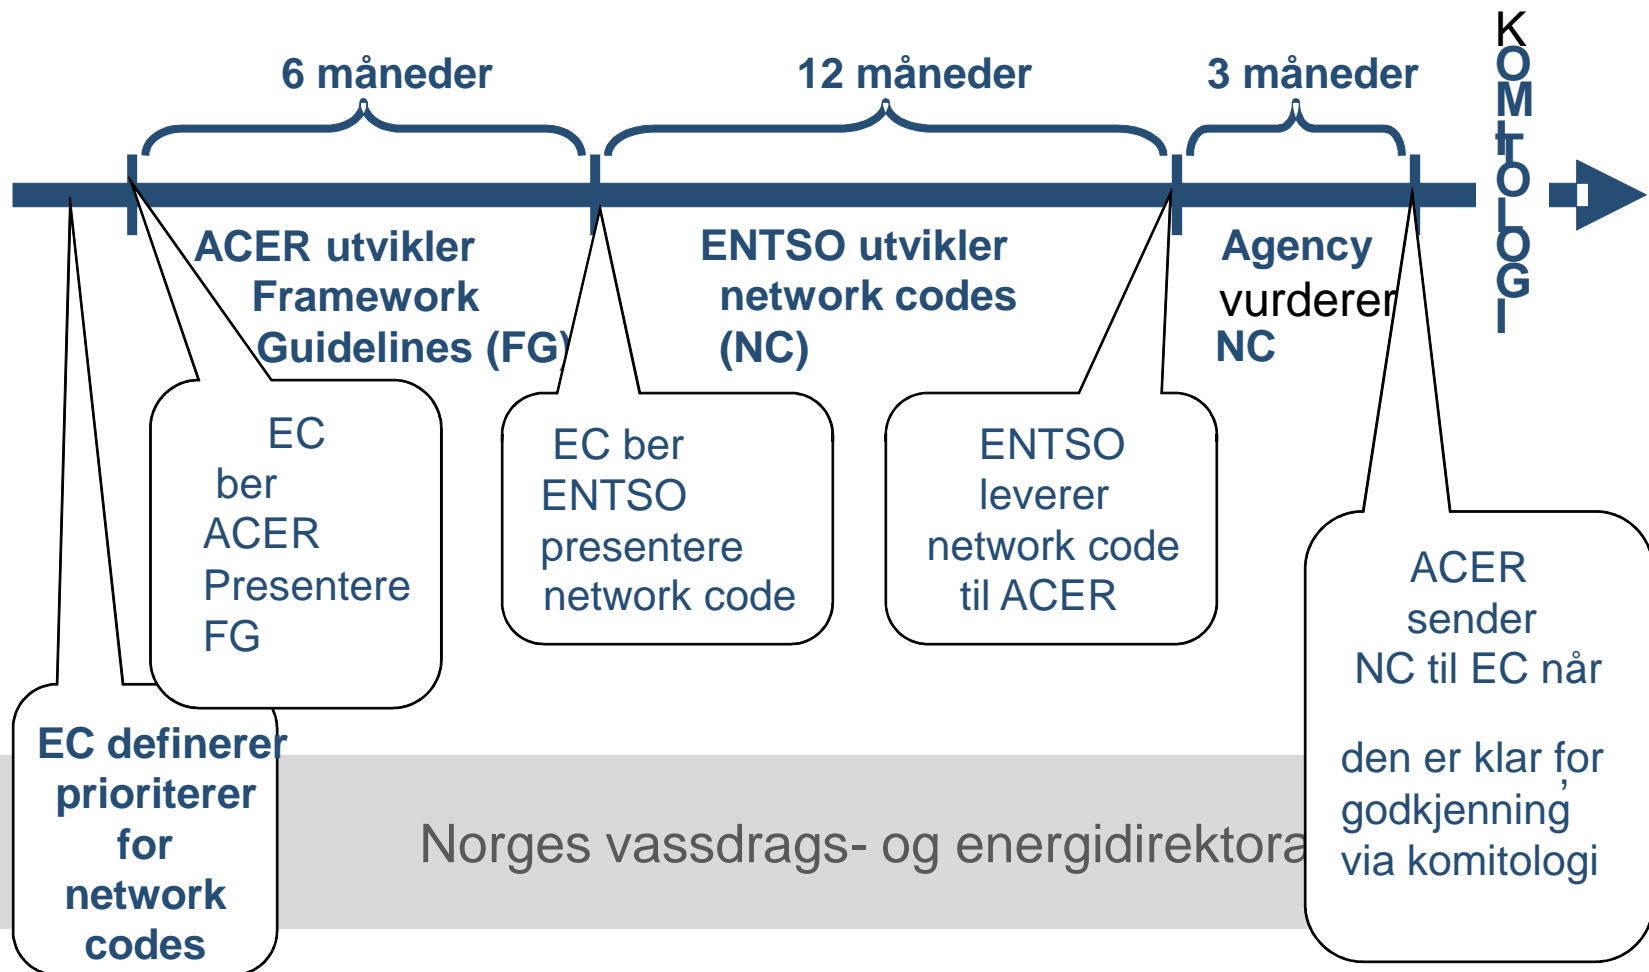 6 måneder
12 måneder
3 måneder
KOMITOLOGI
ACER utvikler
Framework
Guidelines (FG)
ENTSO utvikler
network codes
(NC)
Agency
vurderer
NC
EC
ber
ACER
Presentere
FG
EC ber
ENTSO
presentere
network code
ENTSO
leverer
network code
til ACER
ACER
sender
NC til EC når
den er klar for
,
godkjenning
via komitologi
EC definerer
prioriterer
for
network
codes
Norges vassdrags- og energidirektora